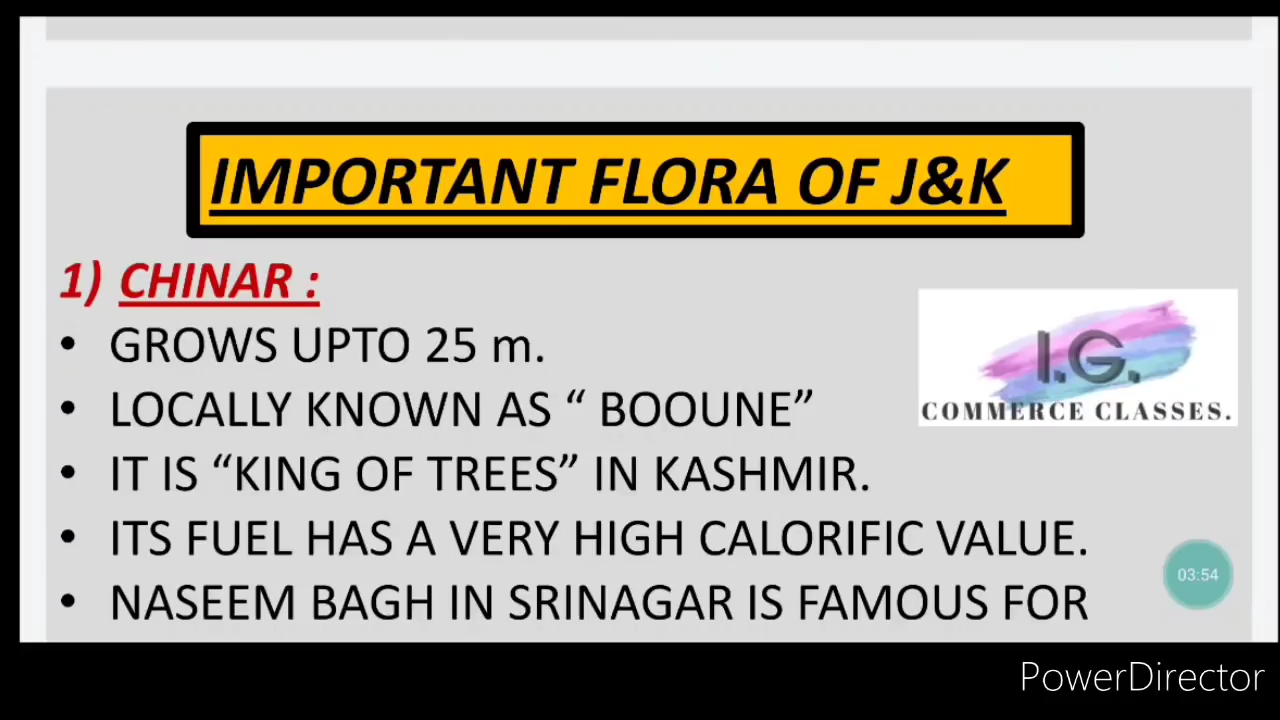 IMPORTANT FLORA OF J&K
1) CHINAR :
• GROWS UPTO 25 m.
• LOCALLY KNOWN AS “ BOOUNE”
• IT IS “KING OF TREES” IN KASHMIR.
• ITS FUEL HAS A VERY HIGH CALORIFIC VALUE.
• NASEEM BAGH IN SRINAGAR IS FAMOUS FOR
I.G.
COMMERCE CLASSES.
03:54
PowerDirector